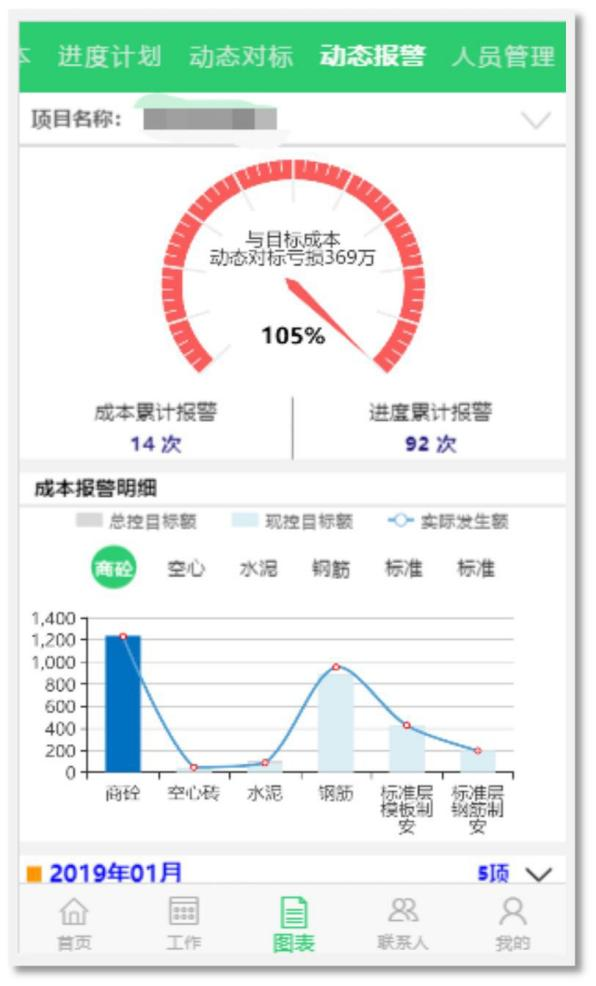 进度计划 动态对标 动态报警 人员管理
项目名称：
与目标成本
动态对标亏损369万
105%
成本累计报警 进度累计报警
14 次 92 次
成本报警明细
总控目标额 现控目标额 实际发生额
商砼 空心 水泥 钢筋 标准 标准
1,400
1,200
1,000
800
600
400
200
0
商砼 空心砖 水泥 钢筋 标准层 标准层
模板制 钢筋制
安 安
2019年01月 5项
首页 工作 图表 联系人 我的